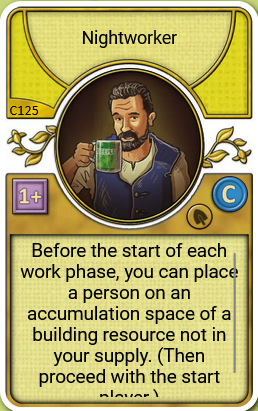 Nightworker
C125
1+
C
Before the start of each
work phase, you can place
a person on an
accumulation space of a
building resource not in
your supply. (Then
proceed with the start
player.)